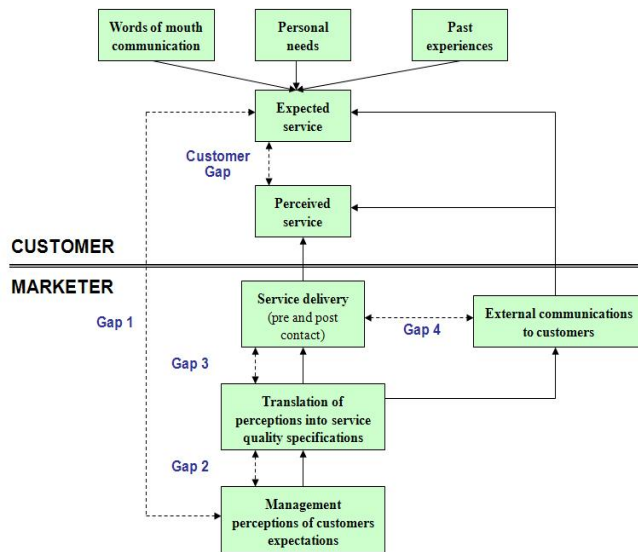 Words of mouth
communication
Personal
needs
Past
experiences
Expected
service
Customer
Gap
Perceived
service
CUSTOMER
MARKETER
Service delivery
(pre and post
contact)
External communications
to customers
Gap 1
Gap 4
Gap 3
Translation of
perceptions into service
quality specifications
Gap 2
Management
perceptions of customers
expectations